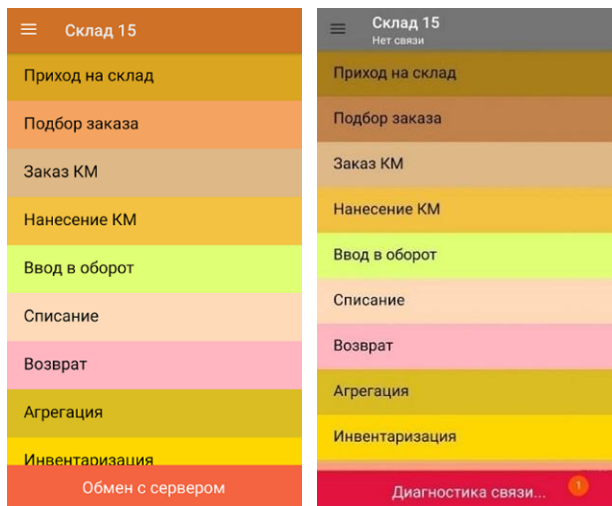 Склад 15
Приход на склад
Подбор заказа
Заказ КМ
Нанесение КМ
Ввод в оборот
Списание
Возврат
Агрегация
Инвентаризация
Обмен с сервером
Склад 15
Нет связи
Приход на склад
Подбор заказа
Заказ КМ
Нанесение КМ
Ввод в оборот
Списание
Возврат
Агрегация
Инвентаризация
Диагностика связи...
1